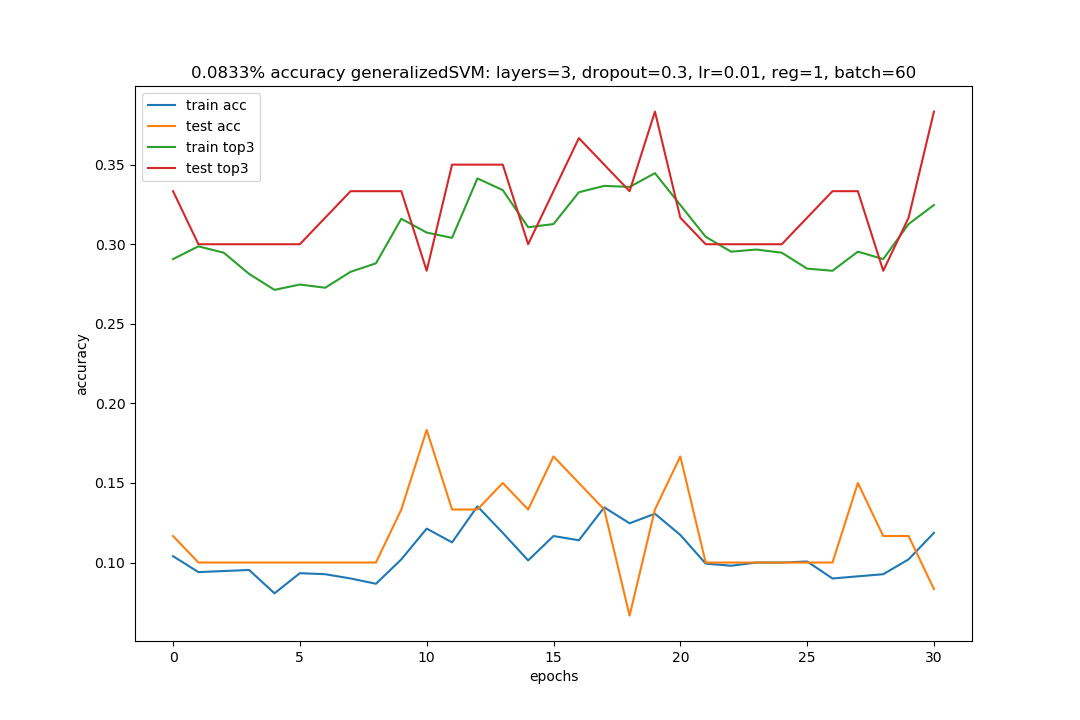 0.0833% accuracy generalizedSVM: layers=3, dropout=0.3, lr=0.01, reg=1, batch=60
train acc
test acc
train top3
test top3
0.35
0.30
0.25
0.20
0.15
0.10
accuracy
0 5 10 15 20 25 30
epochs